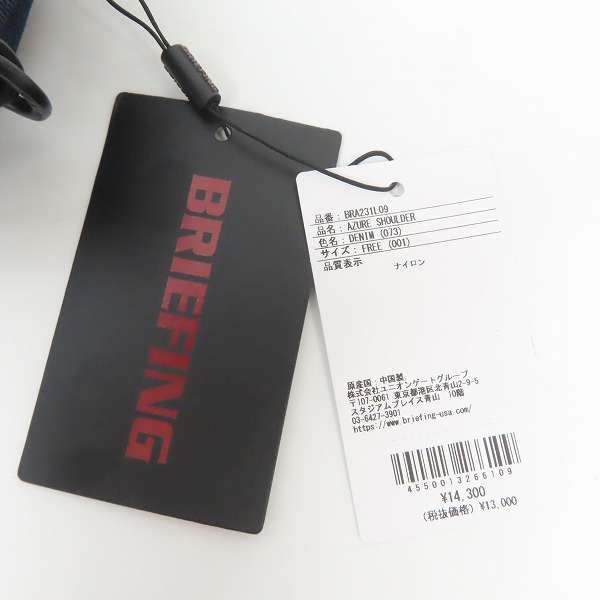 BRIEFING
品番: BRA231L09
品名: AZURE SHOULDER
色名: DENIM (073)
サイズ: FREE (001)
品質表示
ナイロン
原産国:中国製
株式会社ユニオンゲートグループ
〒107-0061 東京都港区北青山2-9-5
スタジアムプレイス青山 10階
03-6427-3901
https://www.briefing-usa.com/
4550013266109
¥14,300
(税抜価格) ¥13,000